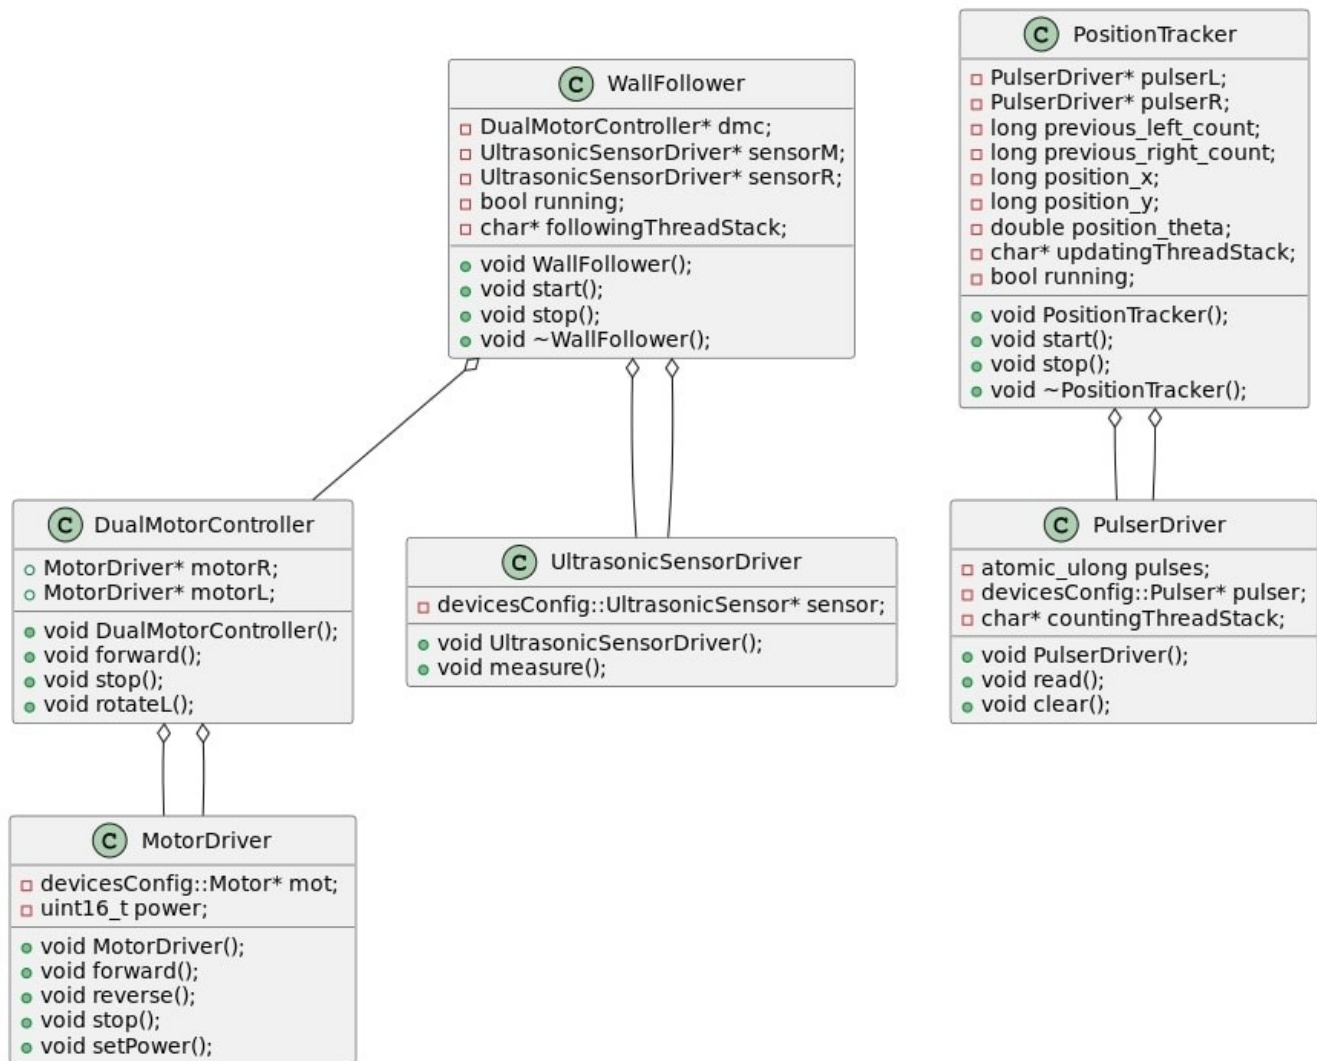 C WallFollower
DualMotorController* dmc;
UltrasonicSensorDriver* sensorM;
UltrasonicSensorDriver* sensorR;
bool running;
char* followingThreadStack;
void WallFollower();
void start();
void stop();
void ~WallFollower();
C PositionTracker
PulserDriver* pulserL;
PulserDriver* pulserR;
long previous_left_count;
long previous_right_count;
long position_x;
long position_y;
double position_theta;
char* updatingThreadStack;
bool running;
void PositionTracker();
void start();
void stop();
void ~PositionTracker();
C DualMotorController
MotorDriver* motorR;
MotorDriver* motorL;
void DualMotorController();
void forward();
void stop();
void rotateL();
C UltrasonicSensorDriver
devicesConfig::UltrasonicSensor* sensor;
void UltrasonicSensorDriver();
void measure();
C PulserDriver
atomic_ulong pulses;
devicesConfig::Pulser* pulser;
char* countingThreadStack;
void PulserDriver();
void read();
void clear();
C MotorDriver
devicesConfig::Motor* mot;
uint16_t power;
void MotorDriver();
void forward();
void reverse();
void stop();
void setPower();